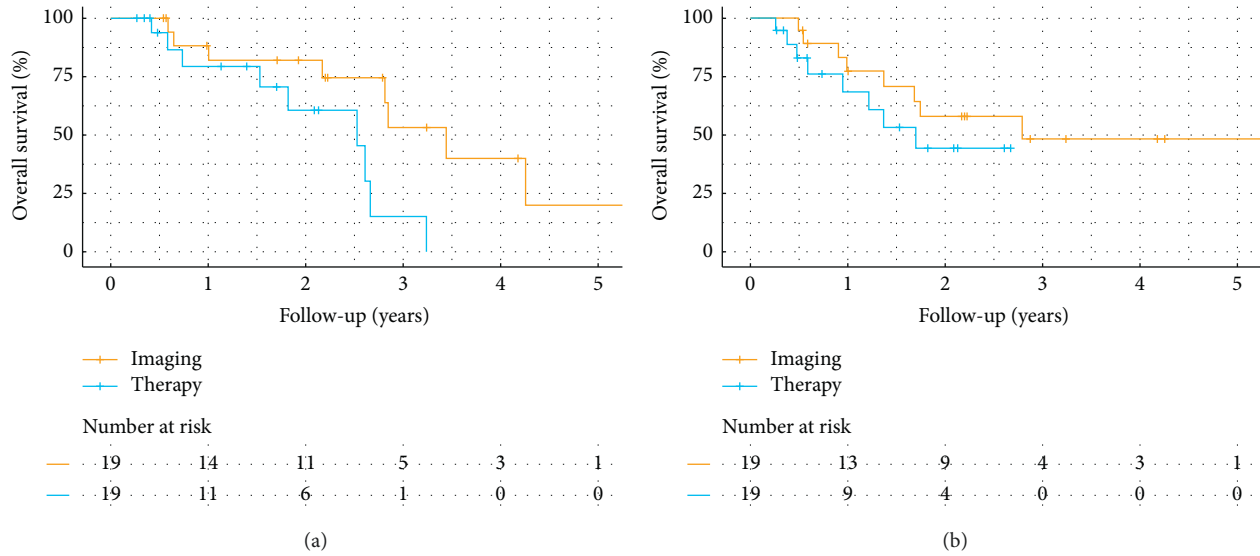 Overall survival (%)
100
75
50
25
0
0 1 2 3 4 5
Follow-up (years)
Imaging
Therapy
Number at risk
19 14 11 5 3 1
19 11 6 1 0 0
(a)
Overall survival (%)
100
75
50
25
0
0 1 2 3 4 5
Follow-up (years)
Imaging
Therapy
Number at risk
19 13 9 4 3 1
19 9 4 0 0 0
(b)